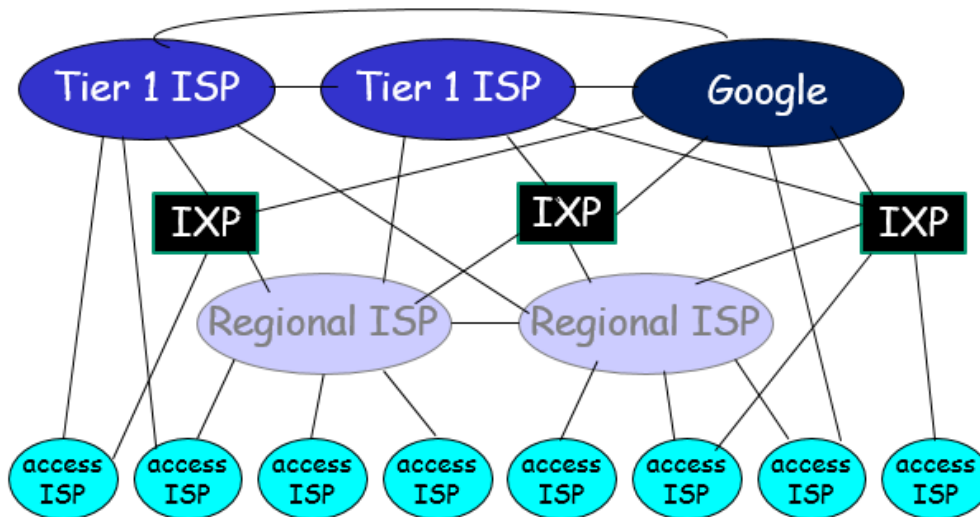 Tier 1 ISP
Tier 1 ISP
Google
IXP
IXP
IXP
Regional ISP
Regional ISP
access
ISP
access
ISP
access
ISP
access
ISP
access
ISP
access
ISP
access
ISP
access
ISP